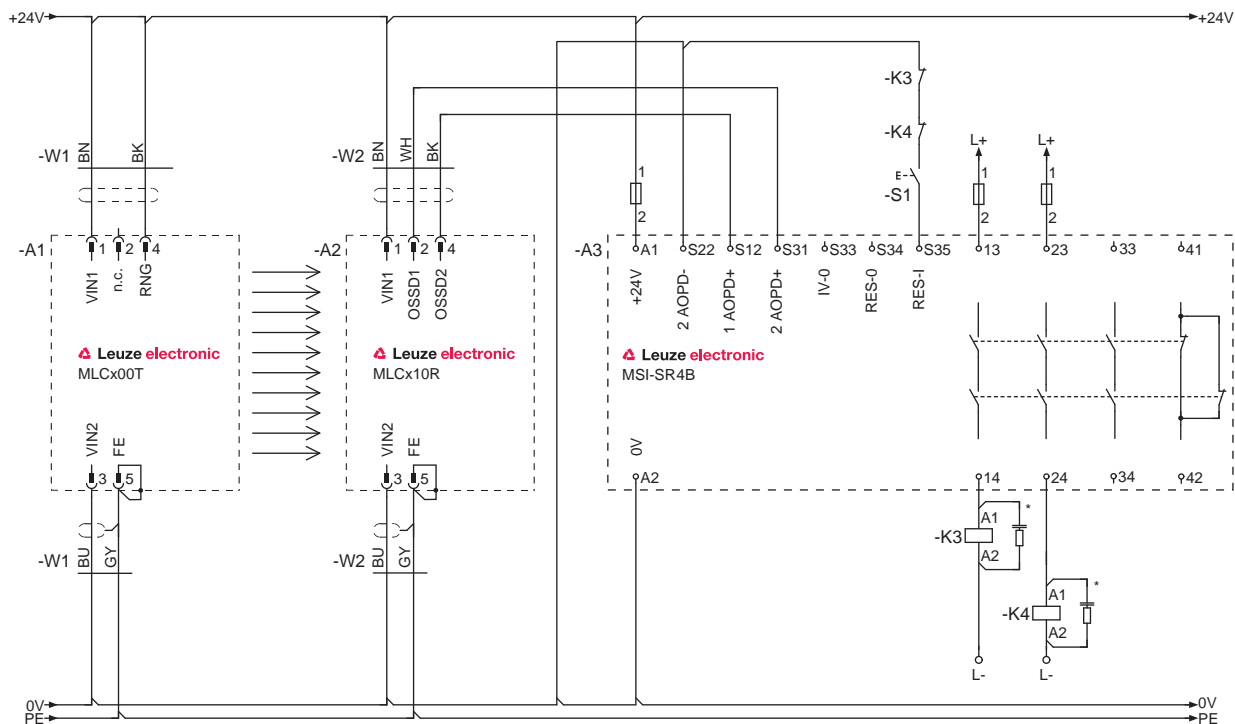 +24V +24V
-K3
-K4
L+ L+
-W1 BN BK
-W2 BN WH BK
1 1 1
E
-S1
2 2 2
-A1 1 2 4
-A2 1 2 4
-A3 A1 S22 S12 S31 S33 S34 S35 13 23 33 41
VIN1 n.c. RNG
VIN1 OSSD1 OSSD2
+24V 2 AOPD- 1 AOPD+ 2 AOPD+ IV-0 RES-0 RES-I
Leuze electronic
MLCx00T
Leuze electronic
MLCx10R
Leuze electronic
MSI-SR4B
VIN2 FE
VIN2 FE
0V
3 5
3 5
A2 14 24 34 42
-W1 BU GY
-W2 BU GY
-K3 A1 A2 *
-K4 A1 A2 *
L- L-
0V 0V
PE PE